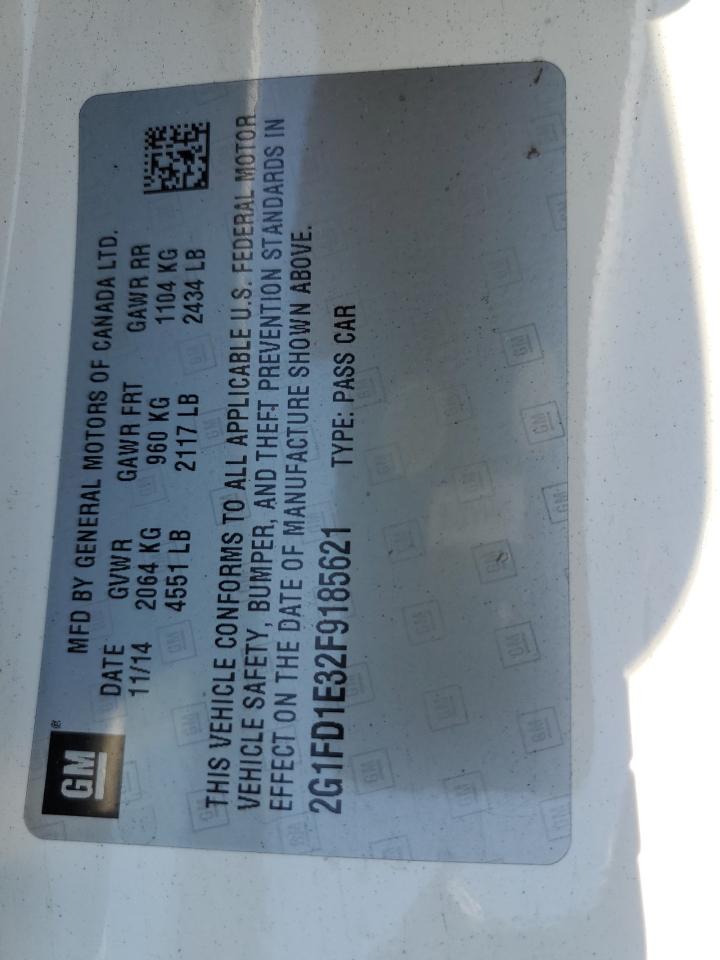 GM ®
MFD BY GENERAL MOTORS OF CANADA LTD.
DATE GVWR GAWR FRT GAWR RR
11/14 2064 KG 960 KG 1104 KG
4551 LB 2117 LB 2434 LB
THIS VEHICLE CONFORMS TO ALL APPLICABLE U.S. FEDERAL MOTOR
VEHICLE SAFETY, BUMPER, AND THEFT PREVENTION STANDARDS IN
EFFECT ON THE DATE OF MANUFACTURE SHOWN ABOVE.
2G1FD1E32F9185621 TYPE: PASS CAR